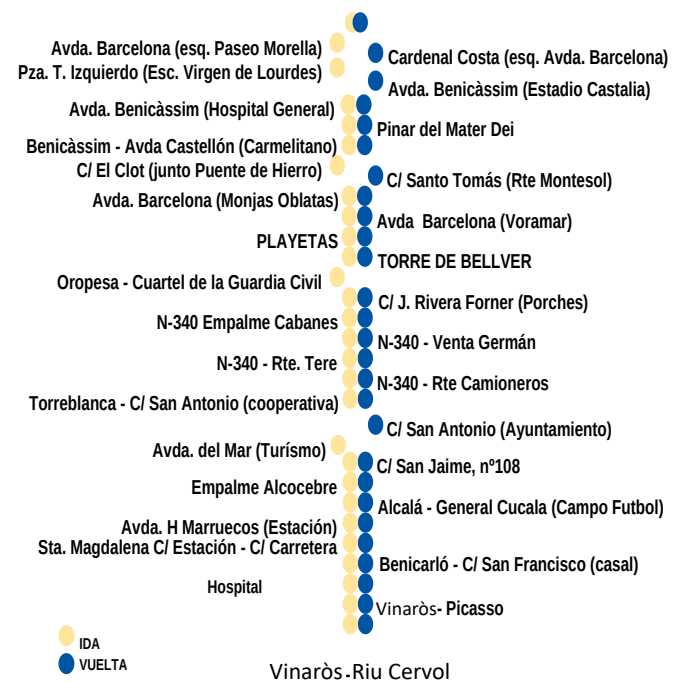 Avda. Barcelona (esq. Paseo Morella)
Cardenal Costa (esq. Avda. Barcelona)
Pza. T. Izquierdo (Esc. Virgen de Lourdes)
Avda. Benicàssim (Estadio Castalia)
Avda. Benicàssim (Hospital General)
Pinar del Mater Dei
Benicàssim - Avda Castellón (Carmelitano)
C/ El Clot (junto Puente de Hierro)
C/ Santo Tomás (Rte Montesol)
Avda. Barcelona (Monjas Oblatas)
Avda Barcelona (Voramar)
PLAYETAS
TORRE DE BELLVER
Oropesa - Cuartel de la Guardia Civil
C/ J. Rivera Forner (Porches)
N-340 Empalme Cabanes
N-340 - Venta Germán
N-340 - Rte. Tere
N-340 - Rte Camioneros
Torreblanca - C/ San Antonio (cooperativa)
C/ San Antonio (Ayuntamiento)
Avda. del Mar (Turísmo)
C/ San Jaime, nº108
Empalme Alcocebre
Alcalá - General Cucala (Campo Futbol)
Avda. H Marruecos (Estación)
Sta. Magdalena C/ Estación - C/ Carretera
Benicarló - C/ San Francisco (casal)
Hospital
Vinaròs- Picasso
IDA
VUELTA
Vinaròs-Riu Cervol